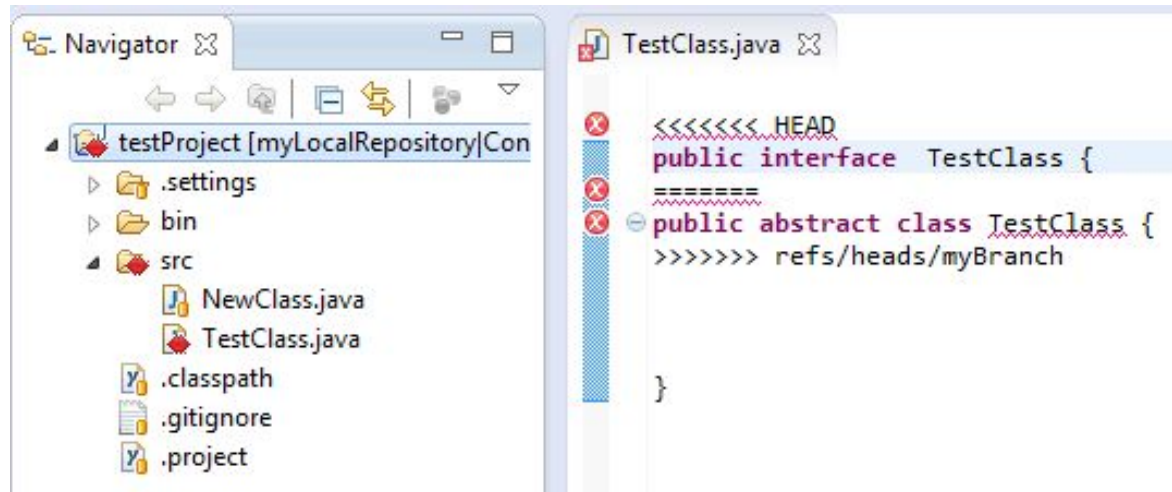 Navigator
testProject [myLocalRepository|Con
.settings
bin
src
NewClass.java
TestClass.java
.classpath
.gitignore
.project
TestClass.java
<<<<<<< HEAD
public interface  TestClass {
=======
public abstract class TestClass {
>>>>>>> refs/heads/myBranch
}